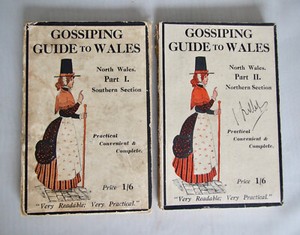 GOSSIPING
GUIDE TO WALES
North Wales.
Part I.
Southern Section
Practical
Convenient &
Complete.
Price 1/6
"Very Readable: Very Practical."
GOSSIPING
GUIDE TO WALES
North Wales.
Part II.
Northern Section
Practical
Convenient &
Complete.
Price 1/6
"Very Readable: Very Practical."